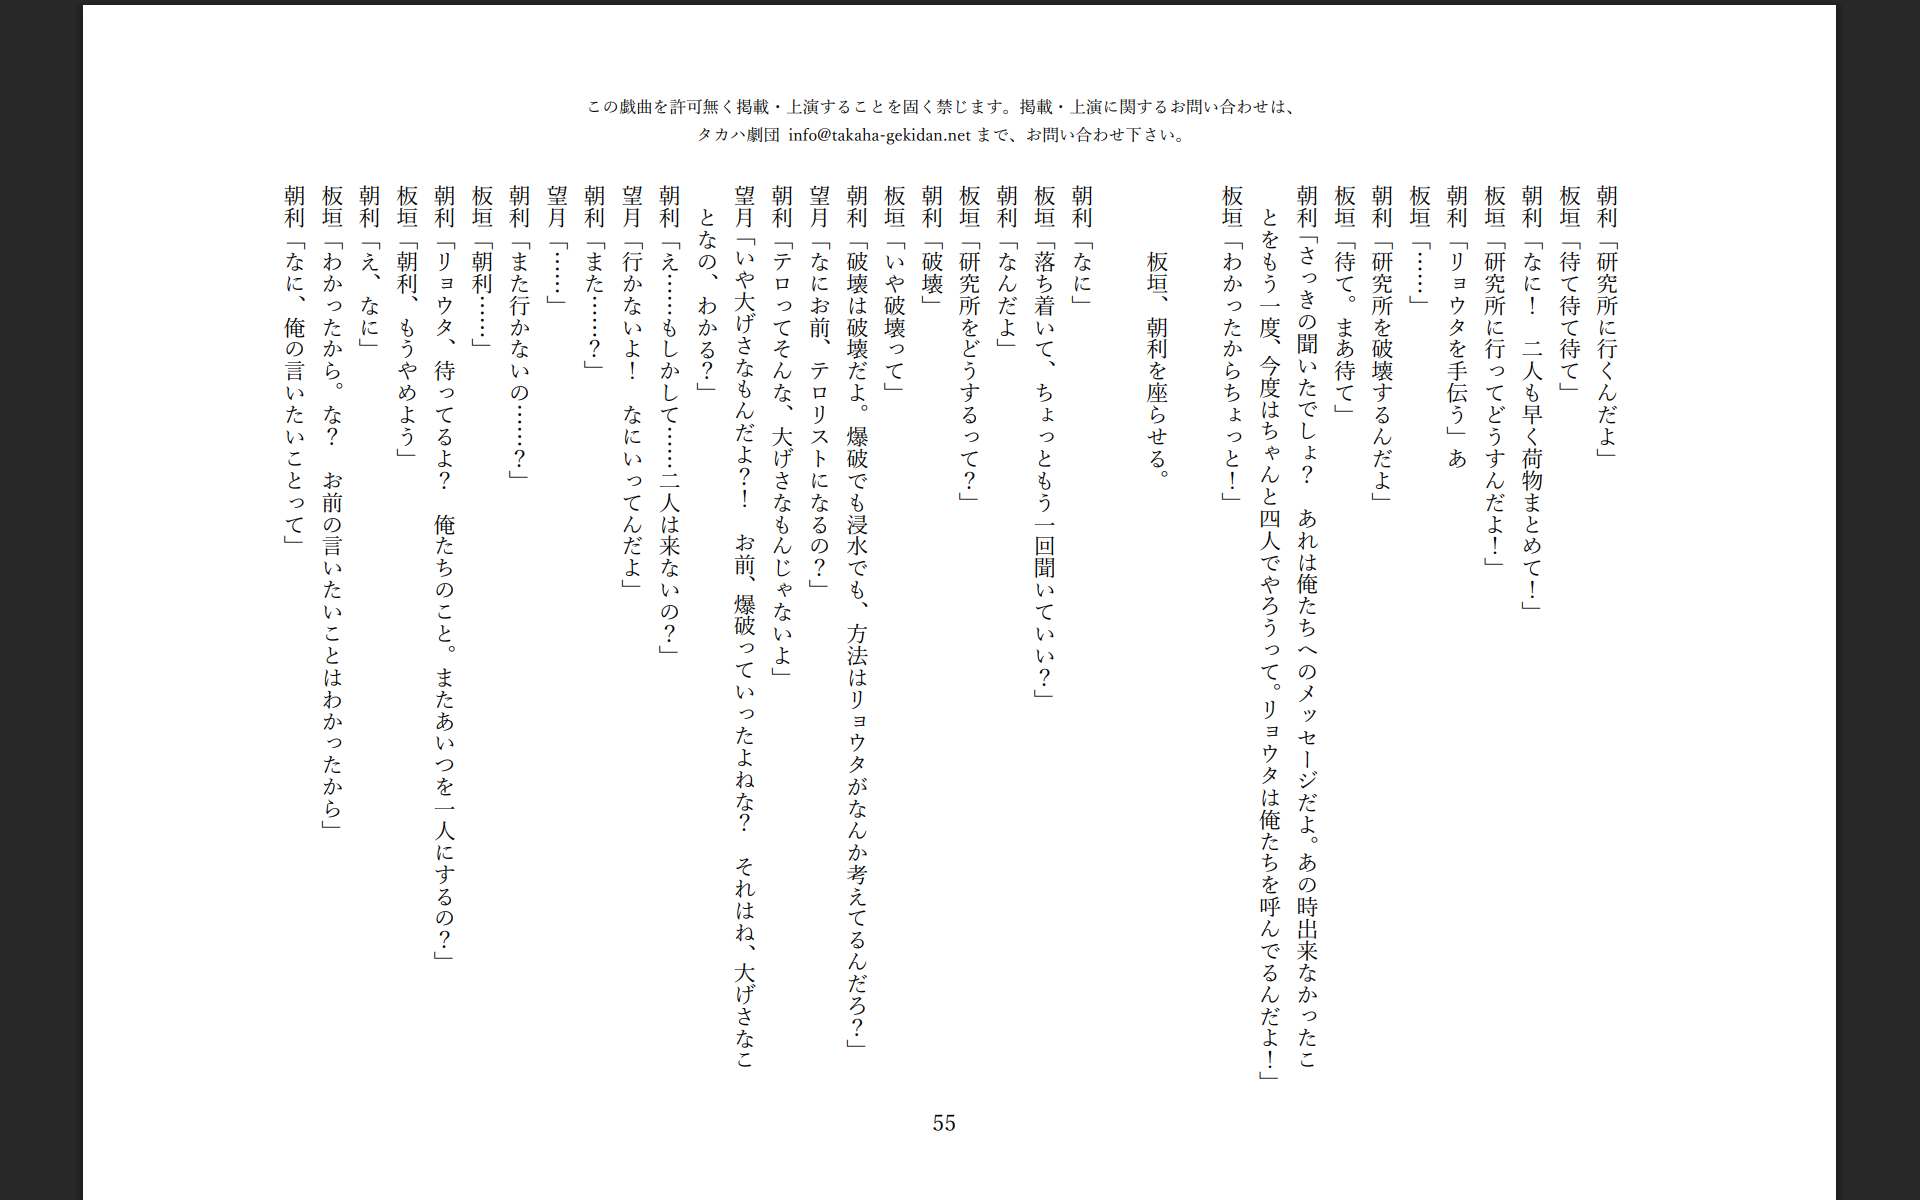 この戯曲を許可無く掲載・上演することを固く禁じます。掲載・上演に関するお問い合わせは、
タカハ劇団 info@takaha-gekidan.net まで、お問い合わせ下さい。
朝利「研究所に行くんだよ」
板垣「待て待て待て」
朝利「なに!　二人も早く荷物まとめて!」
板垣「研究所に行ってどうすんだよ!」
朝利「リョウタを手伝う」あ
板垣「……」
朝利「研究所を破壊するんだよ」
板垣「待て。まあ待て」
朝利「さっきの聞いたでしょ?　あれは俺たちへのメッセージだよ。あの時出来なかったこ
とをもう一度、今度はちゃんと四人でやろうって。リョウタは俺たちを呼んでるんだよ!」
板垣「わかったからちょっと!」
板垣、朝利を座らせる。
朝利「なに」
板垣「落ち着いて、ちょっともう一回聞いていい?」
朝利「なんだよ」
板垣「研究所をどうするって?」
朝利「破壊」
板垣「いや破壊って」
朝利「破壊は破壊だよ。爆破でも浸水でも、方法はリョウタがなんか考えてるんだろ?」
望月「なにお前、テロリストになるの?」
朝利「テロってそんな、大げさなもんじゃないよ」
望月「いや大げさなもんだよ?!　お前、爆破っていったよねな?　それはね、大げさなこ
となの、わかる?」
朝利「え……もしかして……二人は来ないの?」
望月「行かないよ!　なにいってんだよ」
朝利「また……?」
望月「……」
朝利「また行かないの……?」
板垣「朝利……」
朝利「リョウタ、待ってるよ?　俺たちのこと。またあいつを一人にするの?」
板垣「朝利、もうやめよう」
朝利「え、なに」
板垣「わかったから。な?　お前の言いたいことはわかったから」
朝利「なに、俺の言いたいことって」
55